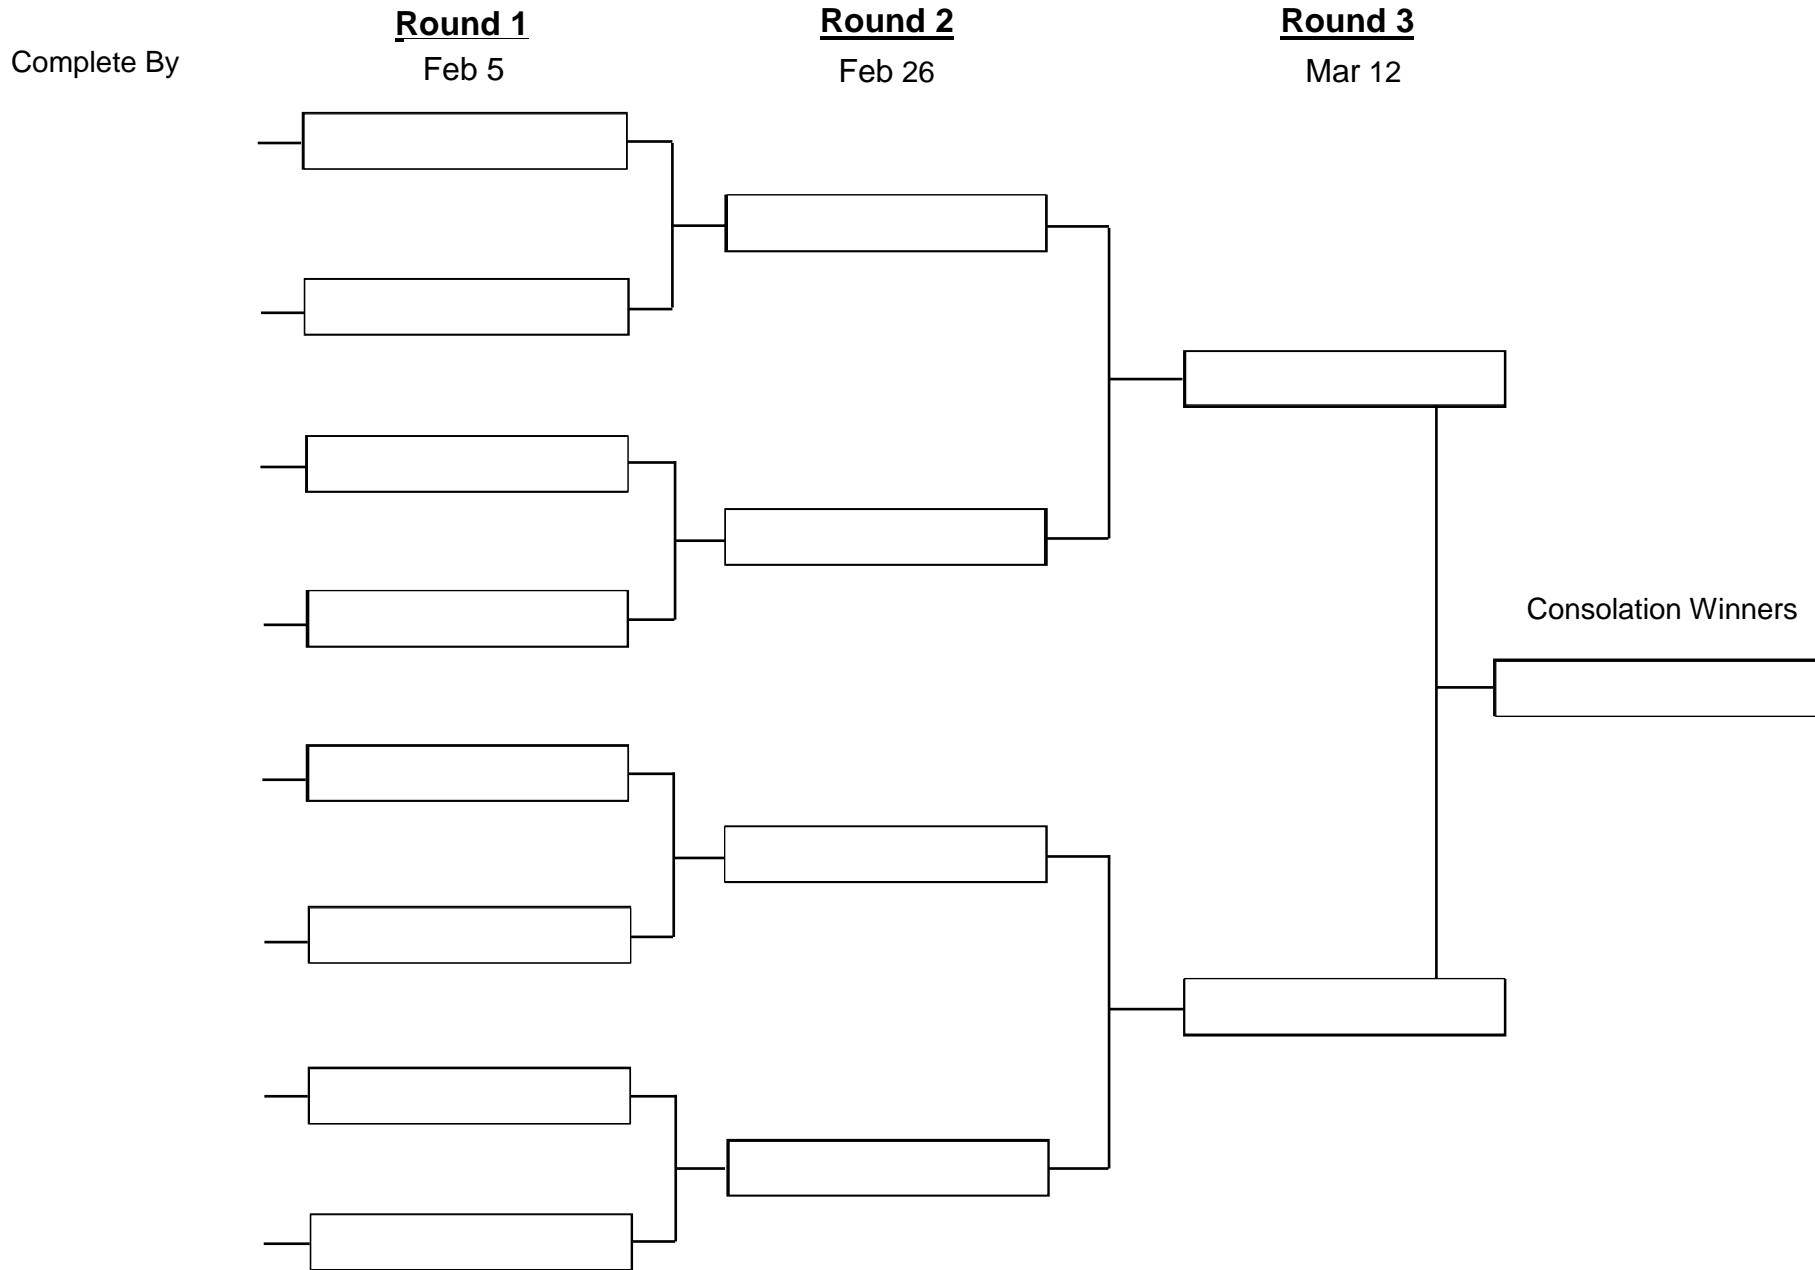 Round 1
Round 2
Round 3
Complete By
Feb 5
Feb 26
Mar 12
Consolation Winners